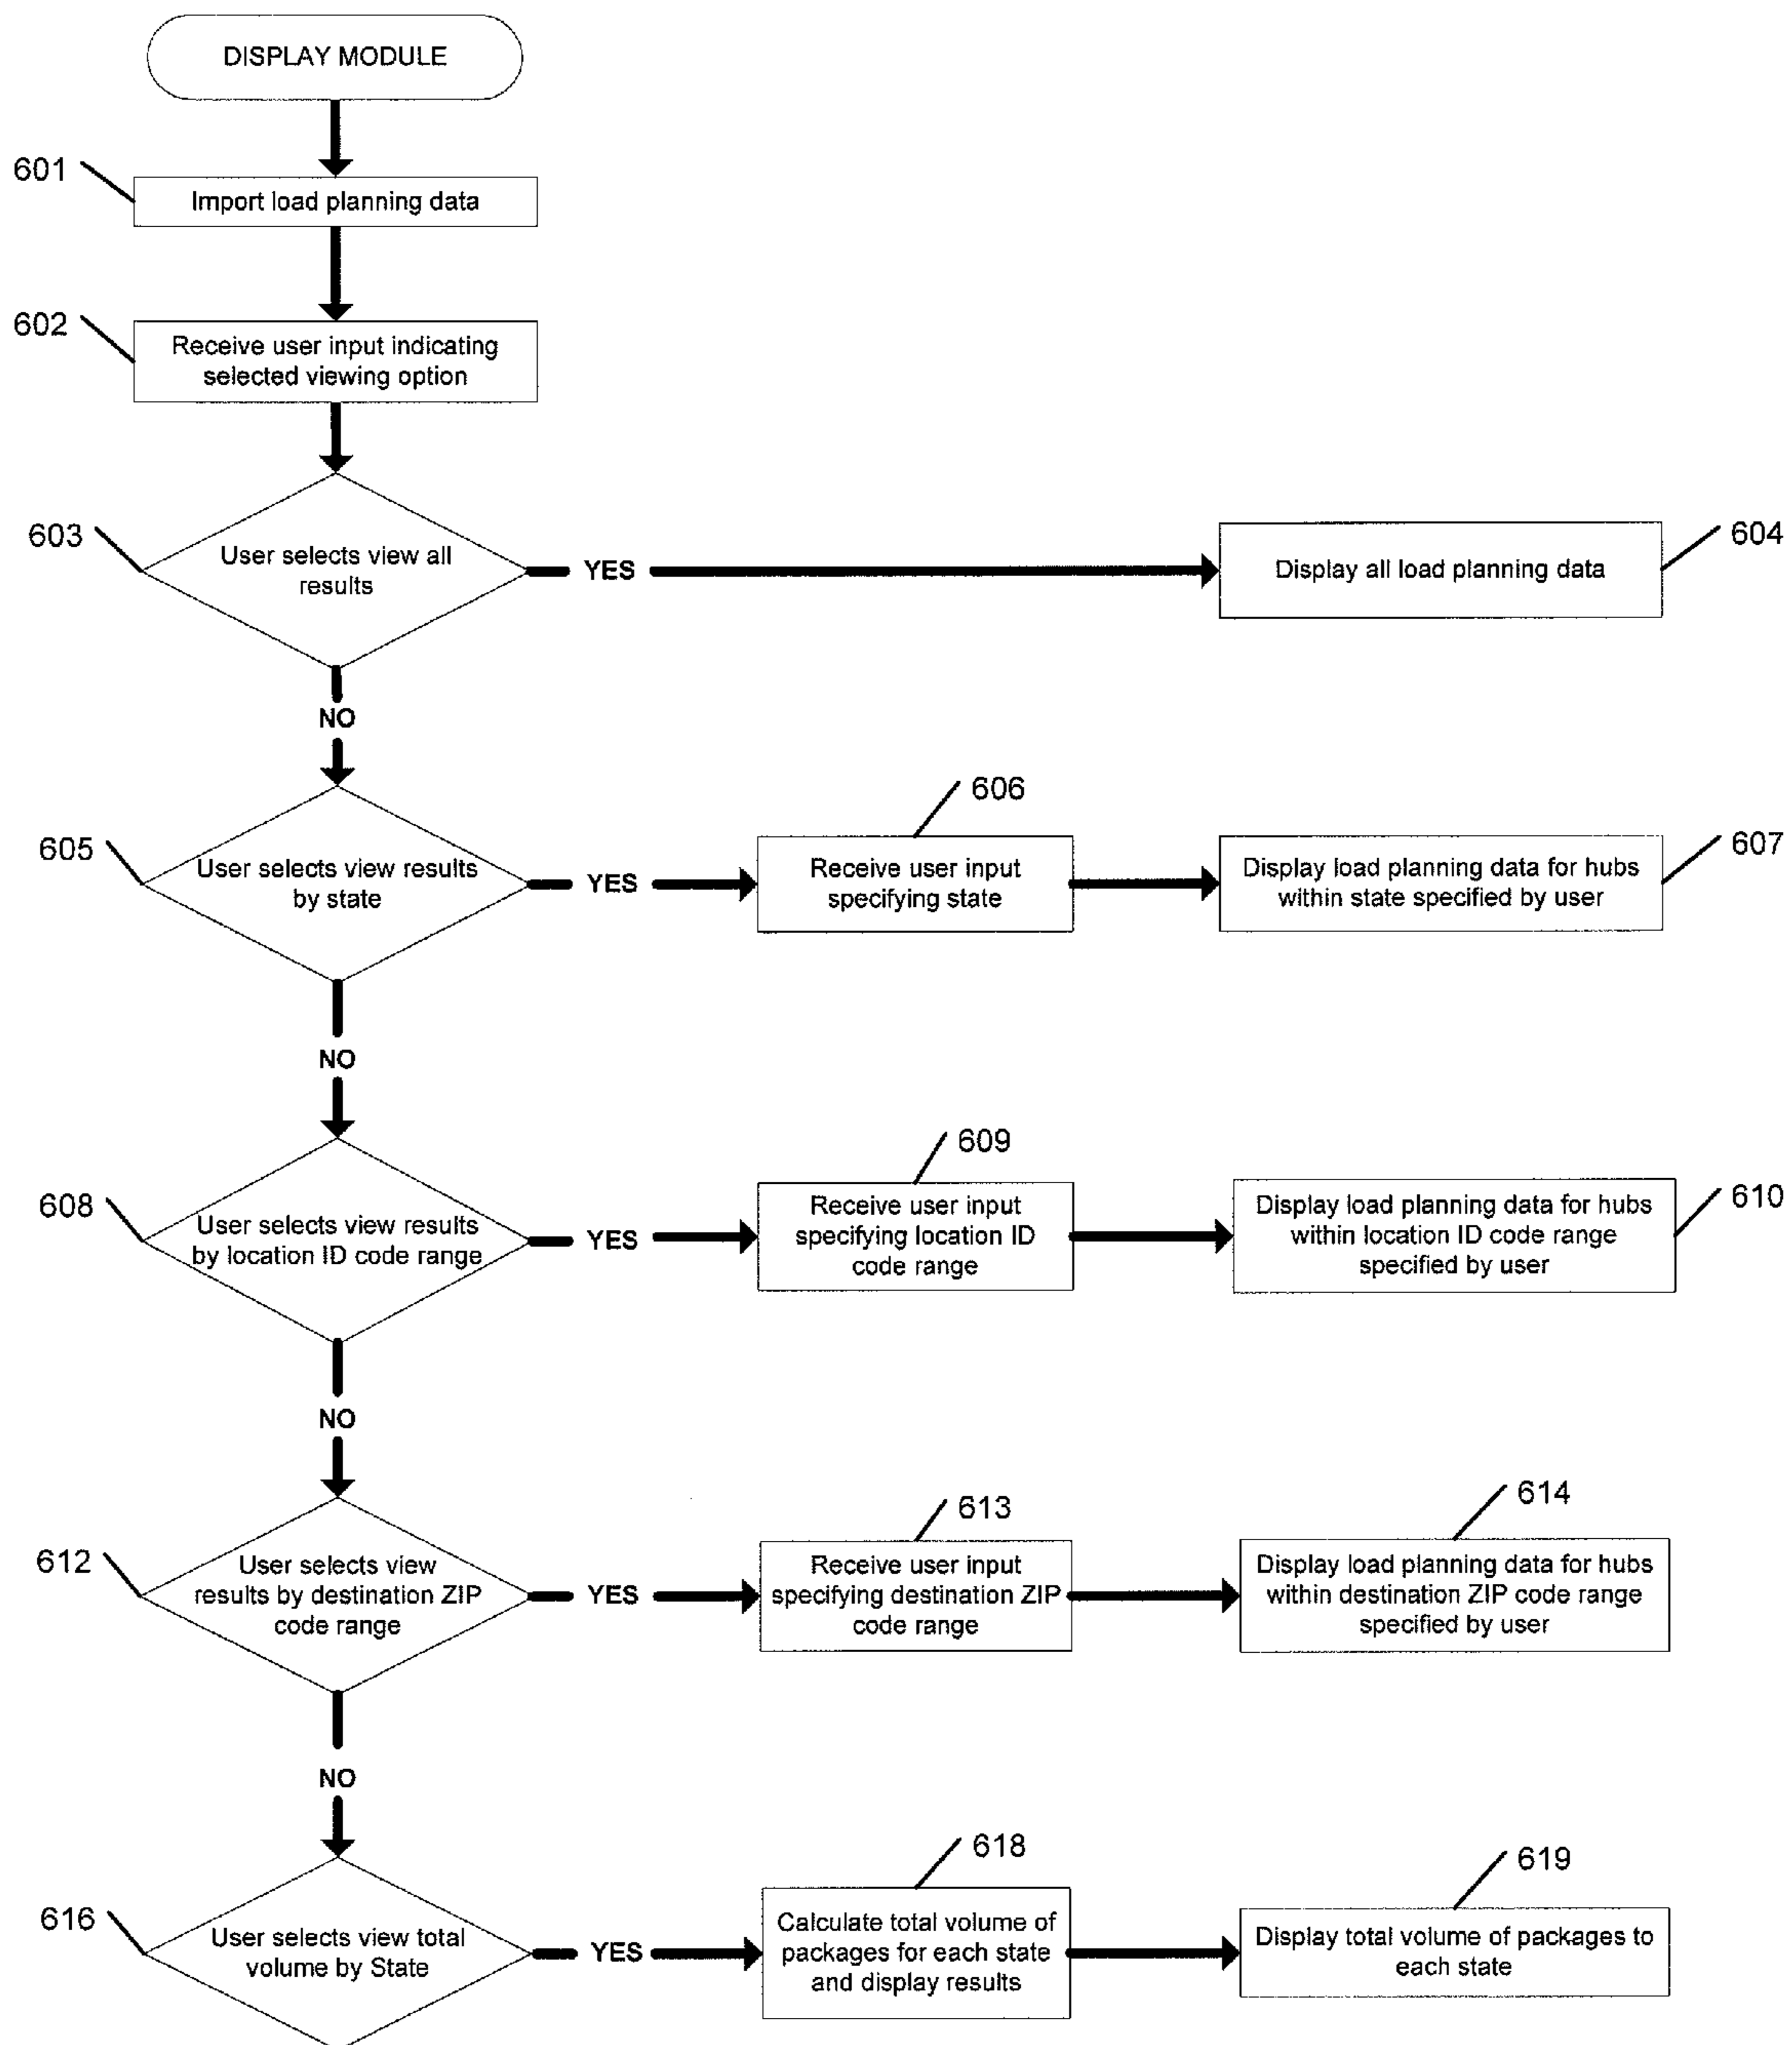 DISPLAY MODULE
601
Import load planning data
602
Receive user input indicating
selected viewing option
603
User selects view all
results
YES
Display all load planning data
604
NO
605
User selects view results
by state
YES
606
Receive user input
specifying state
Display load planning data for hubs
within state specified by user
607
NO
608
User selects view results
by location ID code range
YES
609
Receive user input
specifying location ID
code range
Display load planning data for hubs
within location ID code range
specified by user
610
NO
612
User selects view
results by destination ZIP
code range
YES
613
Receive user input
specifying destination ZIP
code range
614
Display load planning data for hubs
within destination ZIP code range
specified by user
NO
616
User selects view total
volume by State
YES
618
Calculate total volume of
packages for each state
and display results
619
Display total volume of packages to
each state